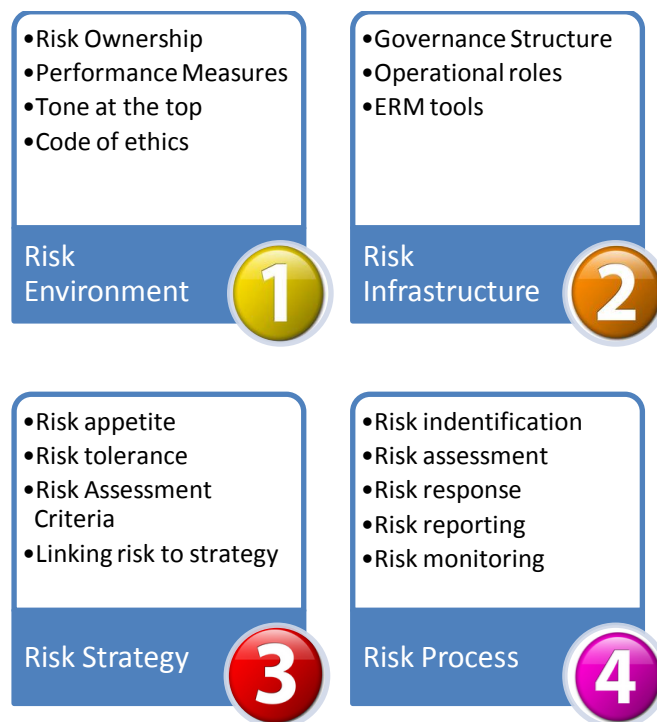 •Risk Ownership
•Performance Measures
•Tone at the top
•Code of ethics
Risk
Environment
1
•Governance Structure
•Operational roles
•ERM tools
Risk
Infrastructure
2
•Risk appetite
•Risk tolerance
•Risk Assessment
Criteria
•Linking risk to strategy
Risk Strategy
3
•Risk indentification
•Risk assessment
•Risk response
•Risk reporting
•Risk monitoring
Risk Process
4